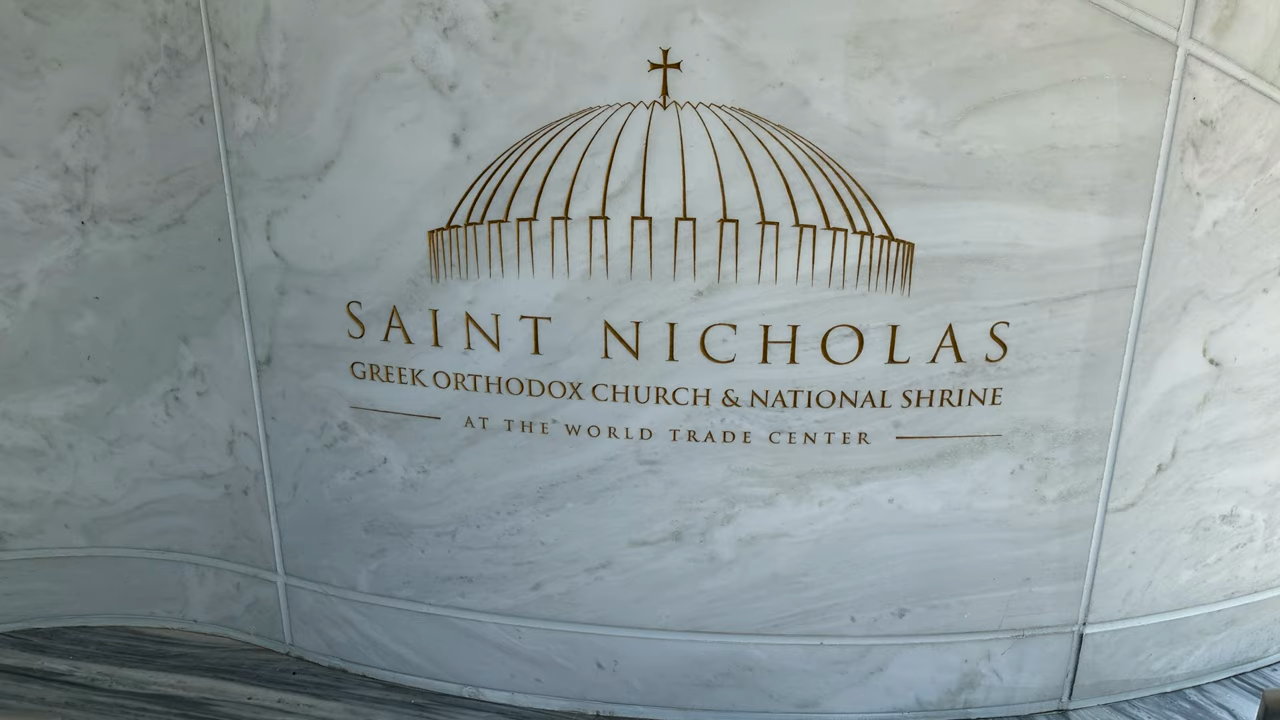 SAINT NICHOLAS
GREEK ORTHODOX CHURCH & NATIONAL SHRINE
AT THE WORLD TRADE CENTER